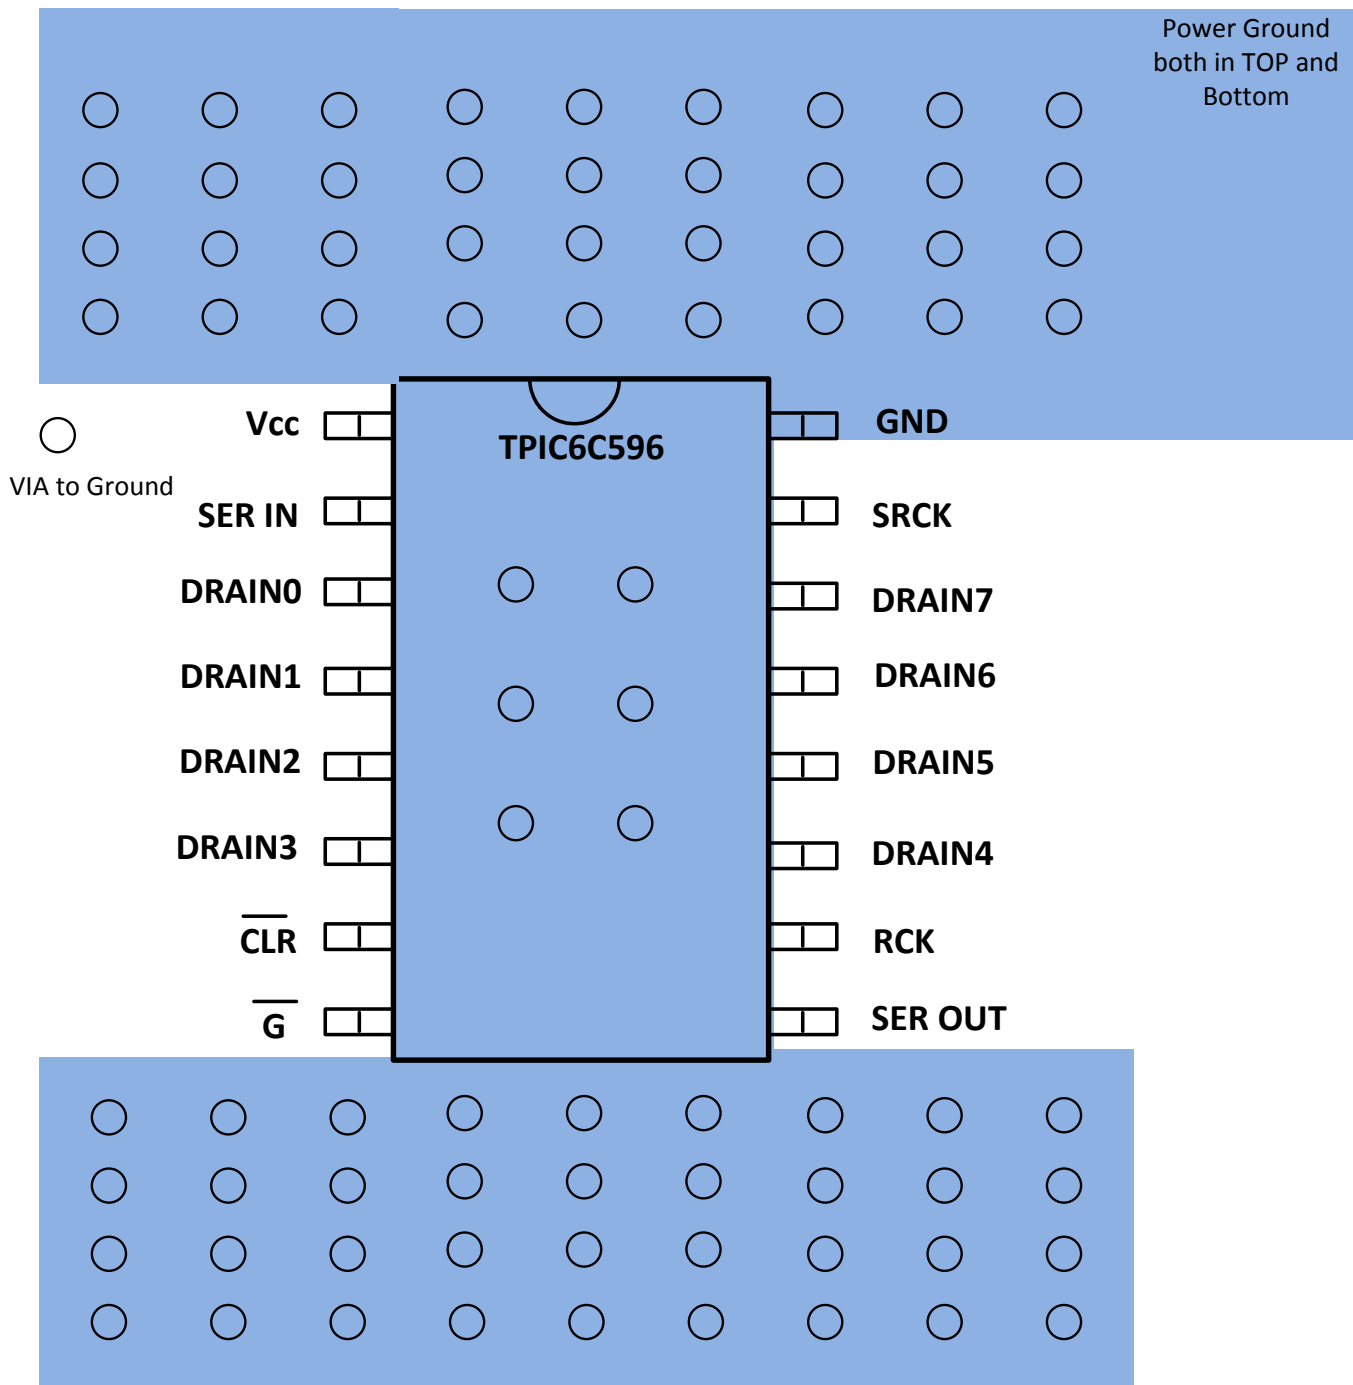 Power Ground
both in TOP and
Bottom
Vcc
GND
TPIC6C596
VIA to Ground
SER IN
SRCK
DRAIN0
DRAIN7
DRAIN1
DRAIN6
DRAIN2
DRAIN5
DRAIN3
DRAIN4
C̅L̅R̅
RCK
G̅
SER OUT